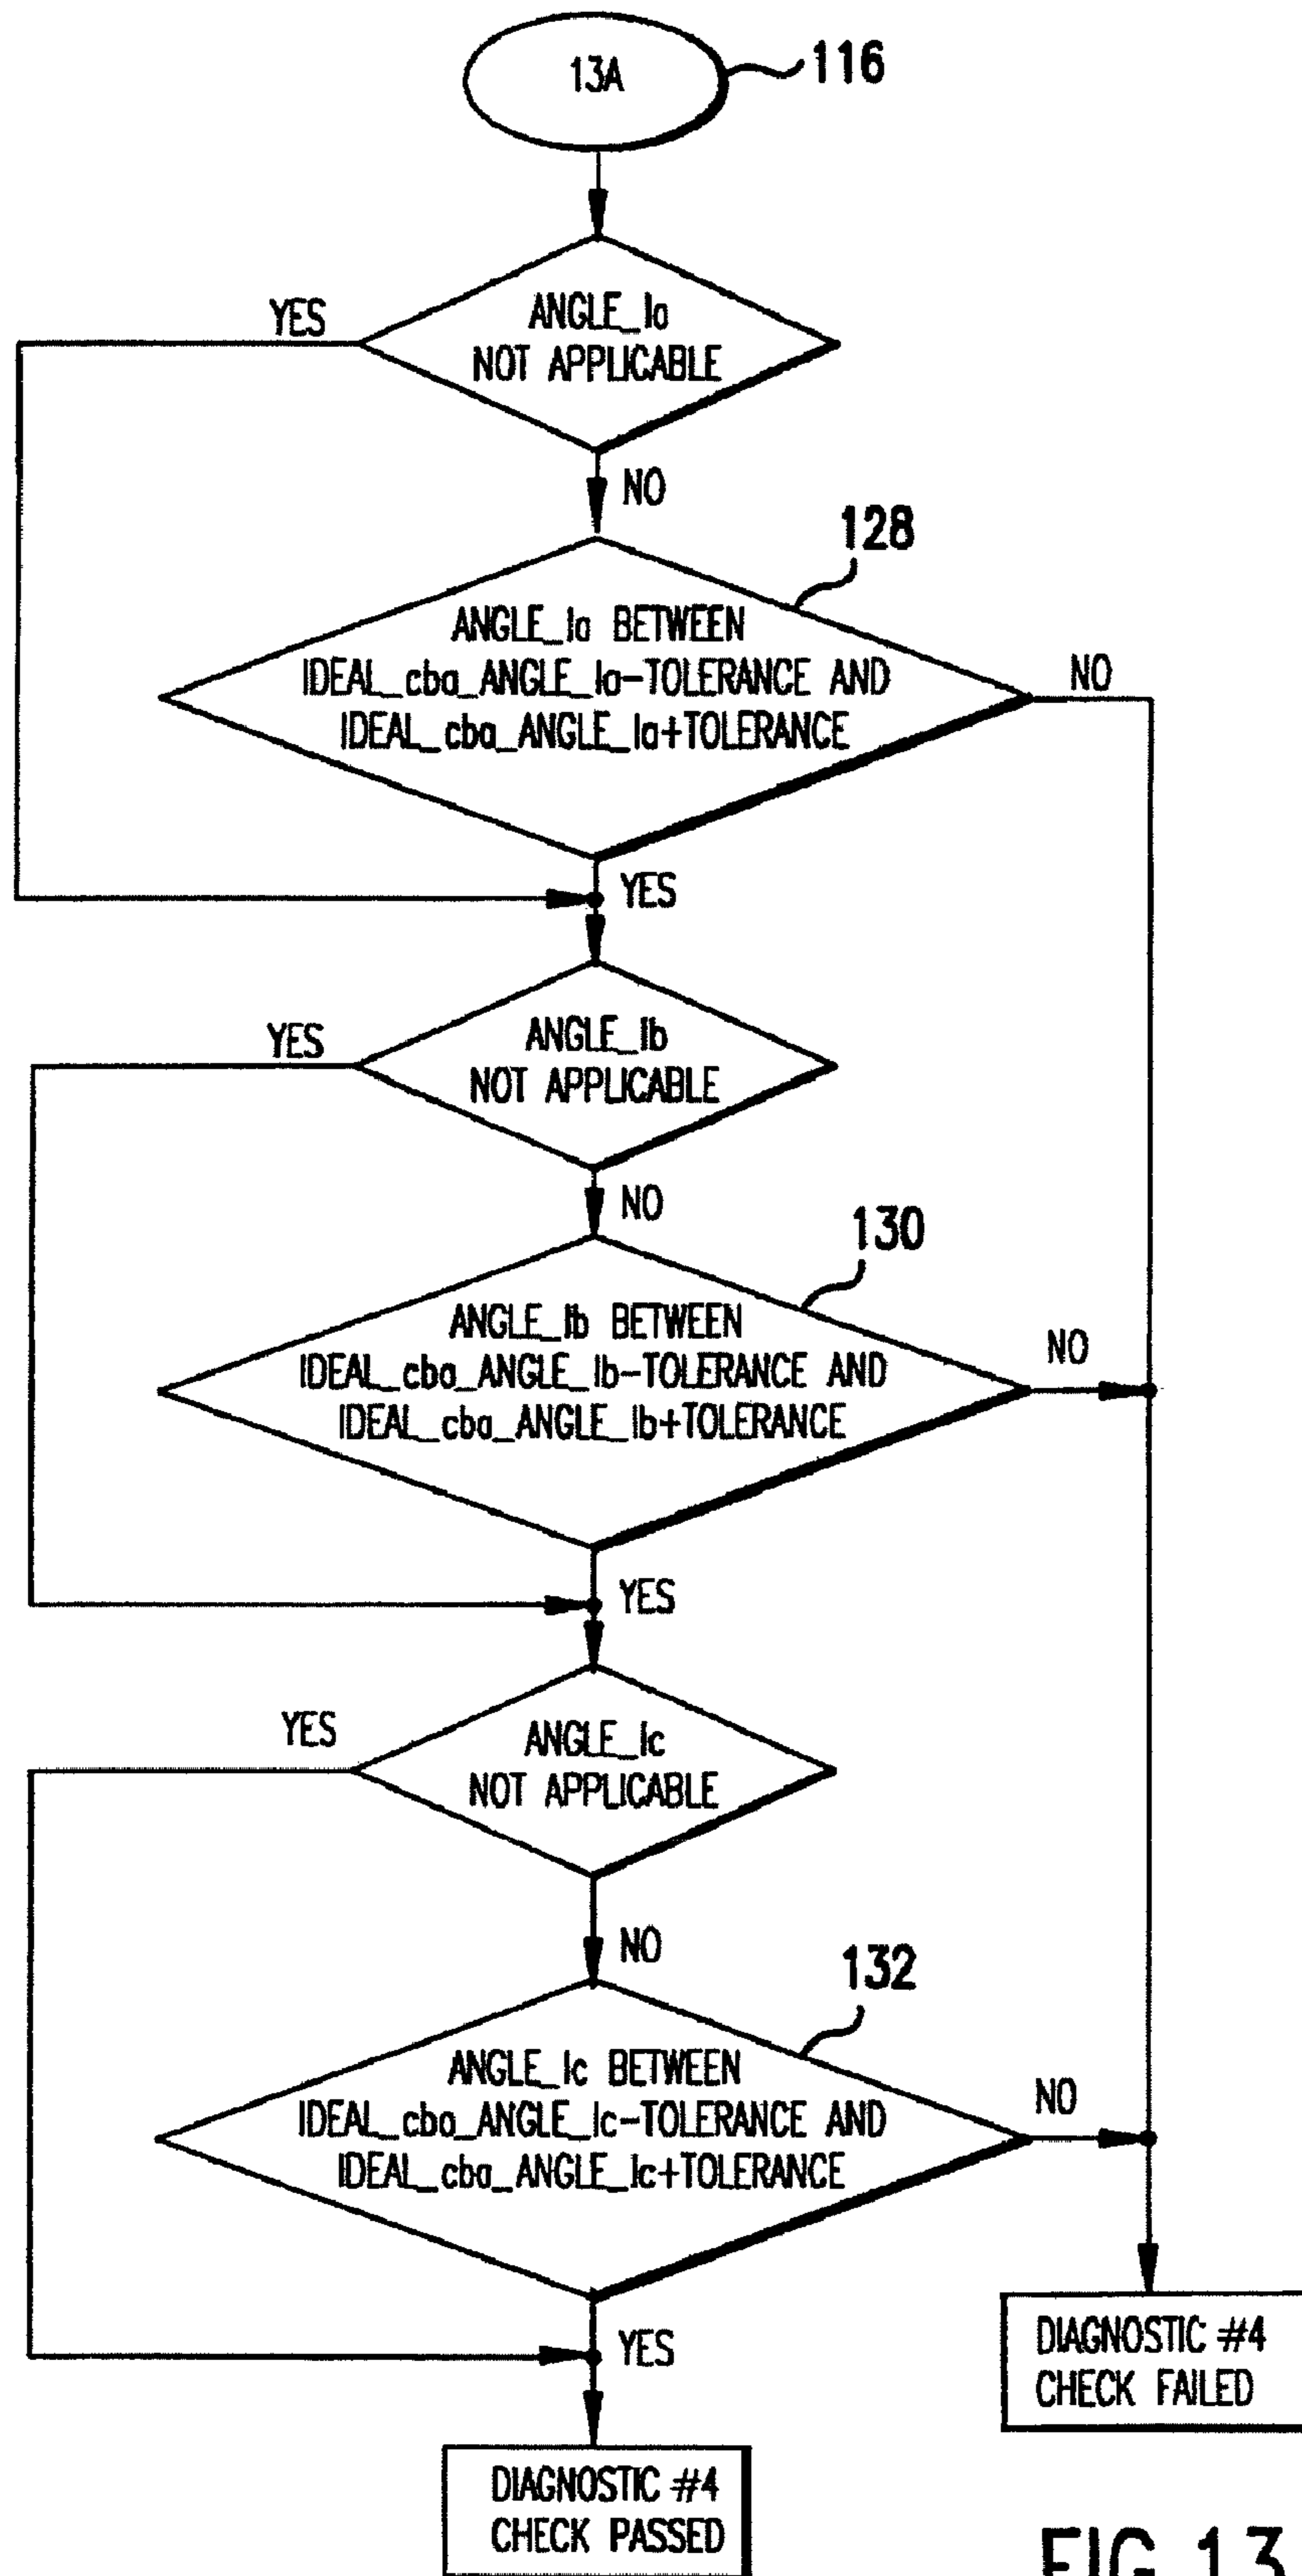 13A
116
ANGLE_Ia
NOT APPLICABLE
YES
NO
128
ANGLE_Ia BETWEEN
IDEAL_cba_ANGLE_Ia-TOLERANCE AND
IDEAL_cba_ANGLE_Ia+TOLERANCE
NO
YES
ANGLE_Ib
NOT APPLICABLE
YES
NO
130
ANGLE_Ib BETWEEN
IDEAL_cba_ANGLE_Ib-TOLERANCE AND
IDEAL_cba_ANGLE_Ib+TOLERANCE
NO
YES
ANGLE_Ic
NOT APPLICABLE
YES
NO
132
ANGLE_Ic BETWEEN
IDEAL_cba_ANGLE_Ic-TOLERANCE AND
IDEAL_cba_ANGLE_Ic+TOLERANCE
NO
YES
DIAGNOSTIC #4
CHECK FAILED
DIAGNOSTIC #4
CHECK PASSED
FIG.13